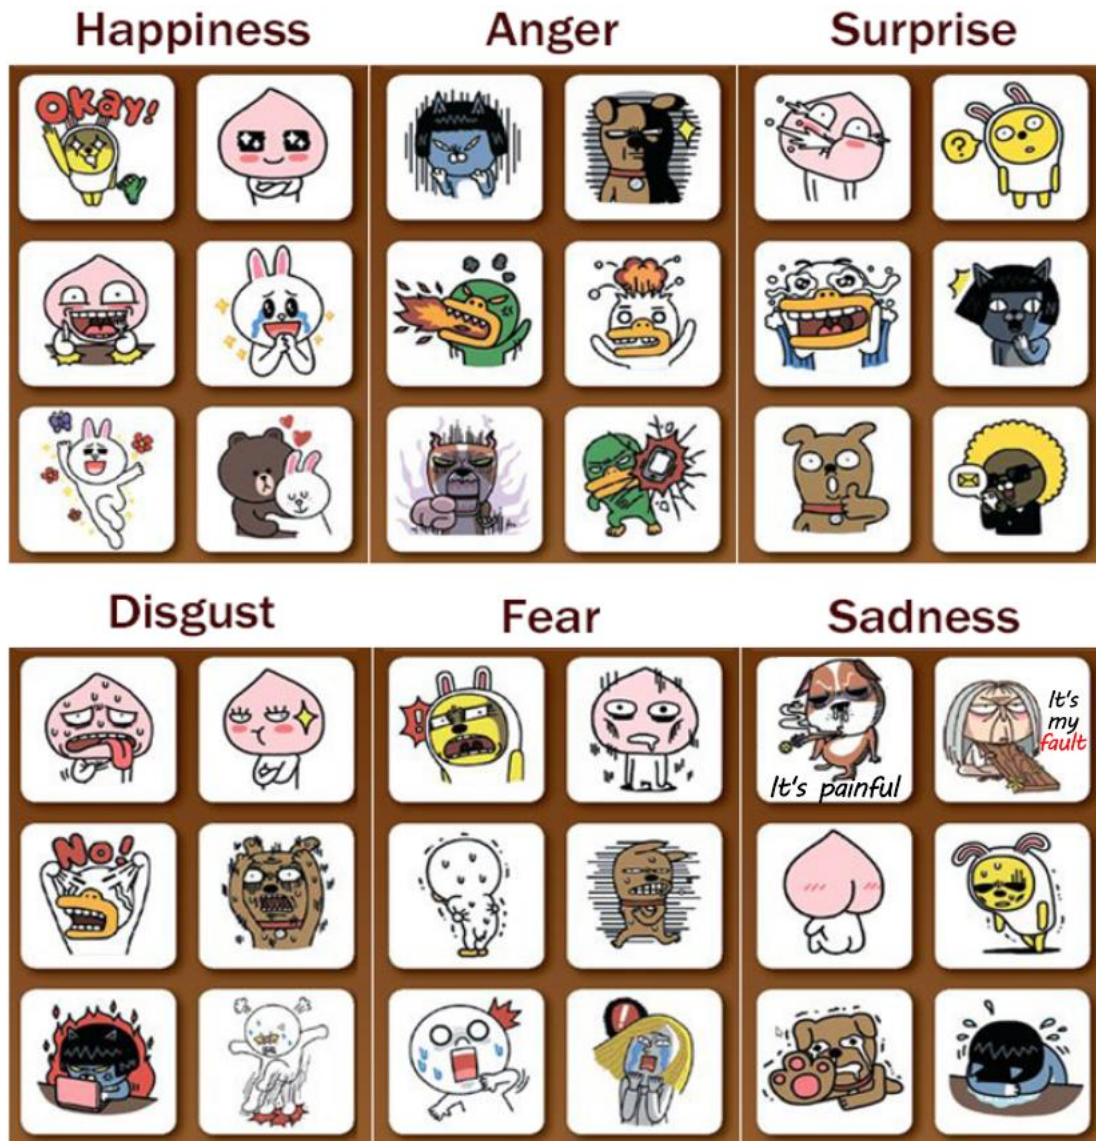 Happiness
Anger
Surprise
OKay!
?
Disgust
Fear
Sadness
!
It's painful
It's
my
fault
No!
!